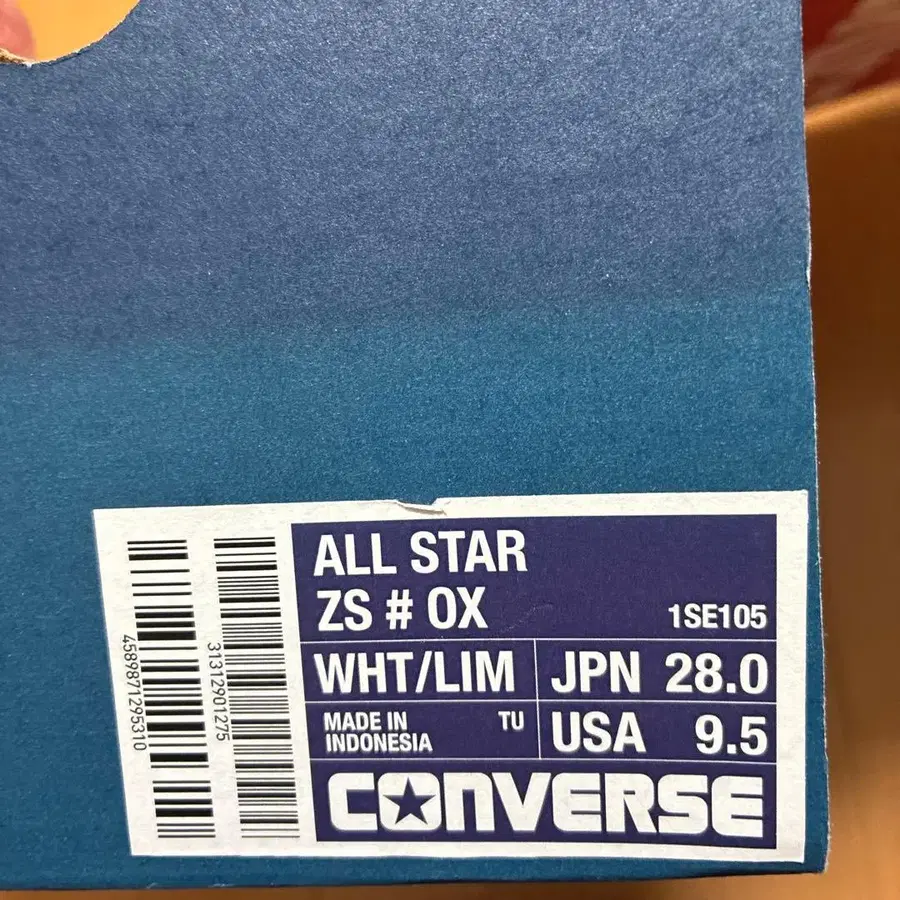 4589871295310
31312901275
ALL STAR
ZS # OX
1SE105
WHT/LIM
JPN 28.0
MADE IN
INDONESIA
TU
USA 9.5
CONVERSE